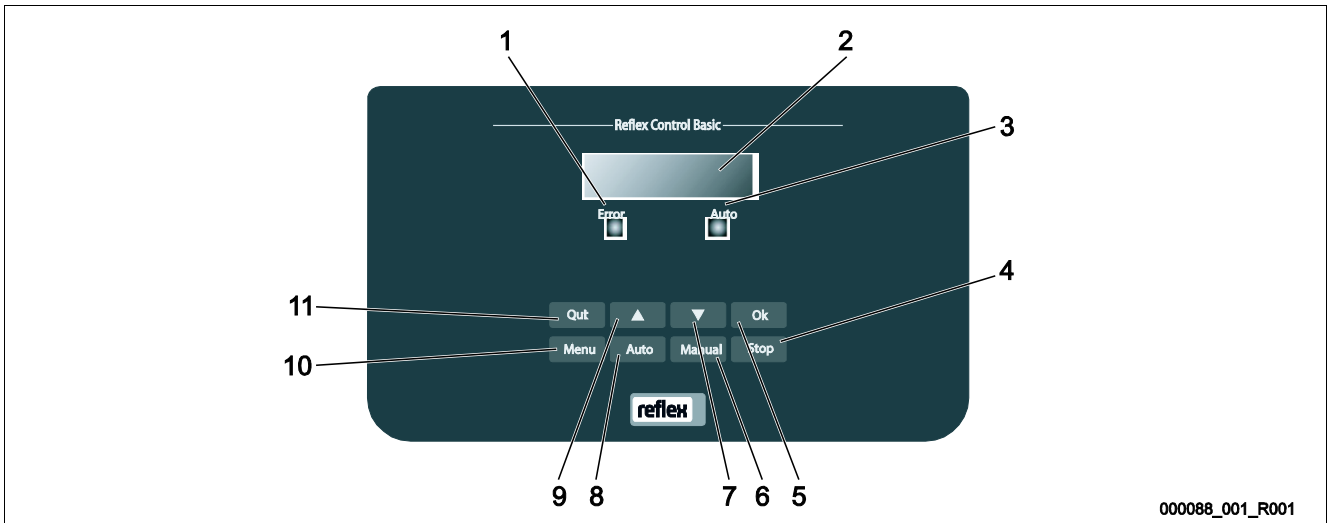 1 2
Reflex Control Basic
3
Error Auto
4
11 Qut ▲ ▼ Ok
10 Menu Auto Manual Stop
reflex
9 8 7 6 5
000088_001_R001